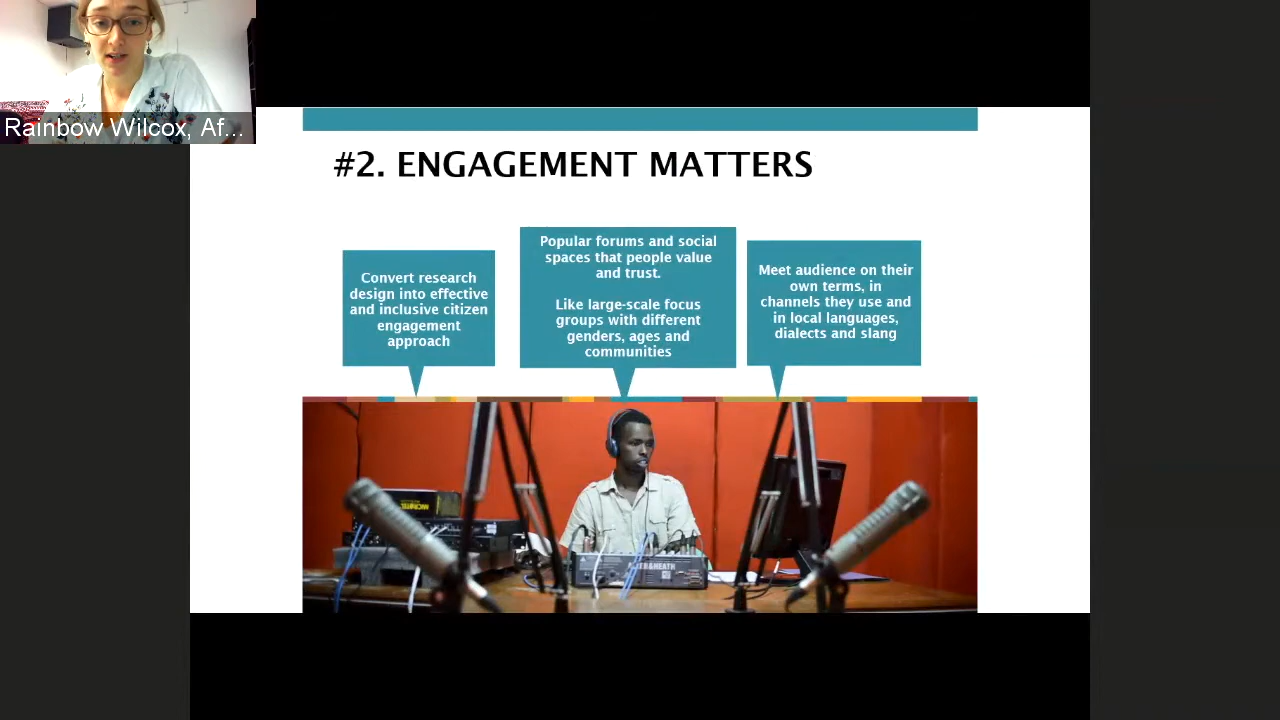 Rainbow Wilcox, Af...
#2. ENGAGEMENT MATTERS
Convert research
design into effective
and inclusive citizen
engagement
approach
Popular forums and social
spaces that people value
and trust.
Like large-scale focus
groups with different
genders, ages and
communities
Meet audience on their
own terms, in
channels they use and
in local languages,
dialects and slang
ALLEN&HEATH